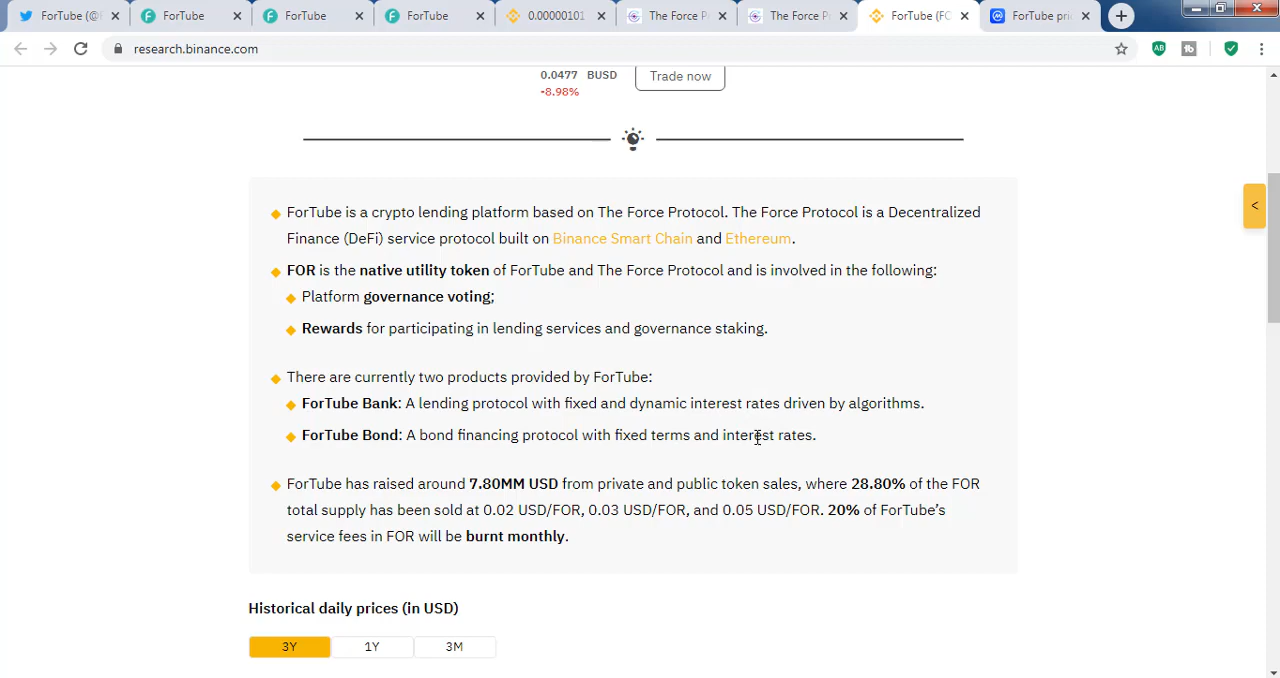 ForTube (@F
ForTube
ForTube
ForTube
0.00000101
The Force P
The Force P
ForTube (FC
ForTube pri
research.binance.com
0.0477 BUSD
Trade now
-8.98%
ForTube is a crypto lending platform based on The Force Protocol. The Force Protocol is a Decentralized
Finance (DeFi) service protocol built on Binance Smart Chain and Ethereum.
FOR is the native utility token of ForTube and The Force Protocol and is involved in the following:
Platform governance voting;
Rewards for participating in lending services and governance staking.
There are currently two products provided by ForTube:
ForTube Bank: A lending protocol with fixed and dynamic interest rates driven by algorithms.
ForTube Bond: A bond financing protocol with fixed terms and interest rates.
ForTube has raised around 7.80MM USD from private and public token sales, where 28.80% of the FOR
total supply has been sold at 0.02 USD/FOR, 0.03 USD/FOR, and 0.05 USD/FOR. 20% of ForTube's
service fees in FOR will be burnt monthly.
Historical daily prices (in USD)
3Y
1Y
3M